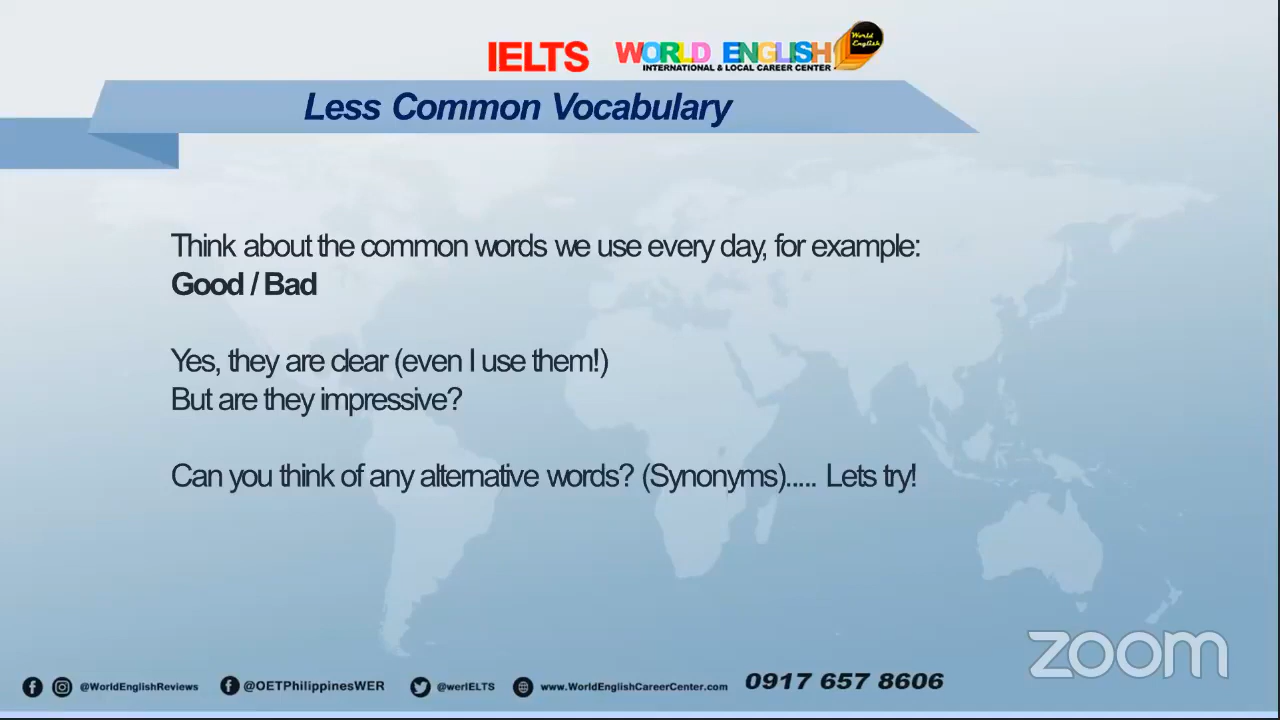 IELTS WORLD ENGLISH World English
INTERNATIONAL & LOCAL CAREER CENTER
Less Common Vocabulary
Think about the common words we use every day, for example:
Good / Bad
Yes, they are clear (even I use them!)
But are they impressive?
Can you think of any alternative words? (Synonyms)..... Lets try!
zoom
@WorldEnglishReviews @OETPhilippinesWER @werIELTS www.WorldEnglishCareerCenter.com 0917 657 8606